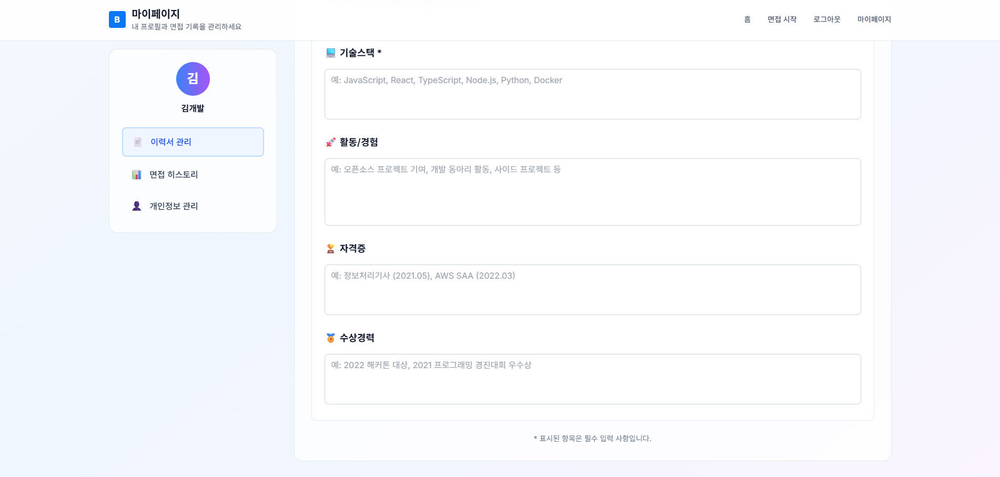 B
마이페이지
내 프로필과 면접 기록을 관리하세요
홈
면접 시작
로그아웃
마이페이지
김
김개발
이력서 관리
면접 히스토리
개인정보 관리
기술스택 *
예: JavaScript, React, TypeScript, Node.js, Python, Docker
활동/경험
예: 오픈소스 프로젝트 기여, 개발 동아리 활동, 사이드 프로젝트 등
자격증
예: 정보처리기사 (2021.05), AWS SAA (2022.03)
수상경력
예: 2022 해커톤 대상, 2021 프로그래밍 경진대회 우수상
* 표시된 항목은 필수 입력 사항입니다.